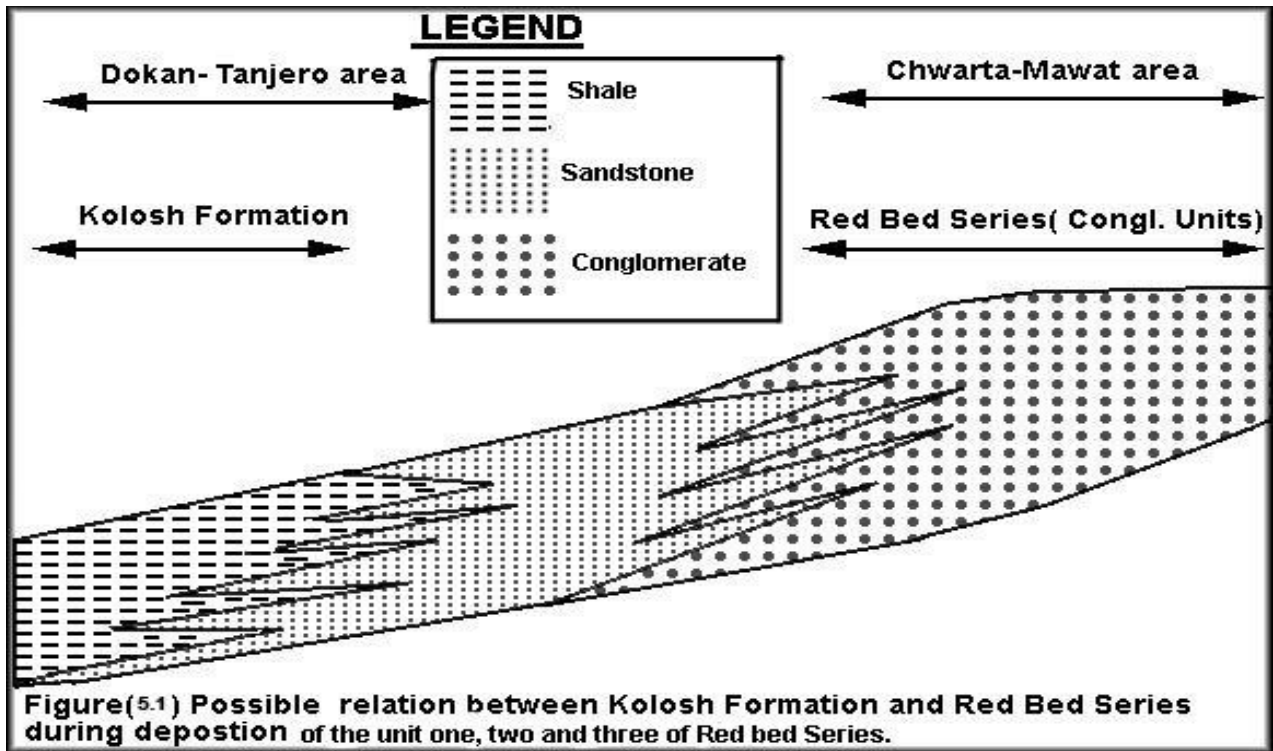 LEGEND
Dokan- Tanjero area
Chwarta-Mawat area
Shale
Sandstone
Kolosh Formation
Red Bed Series( Congl. Units)
Conglomerate
Figure(5.1) Possible relation between Kolosh Formation and Red Bed Series
during depostion of the unit one, two and three of Red bed Series.